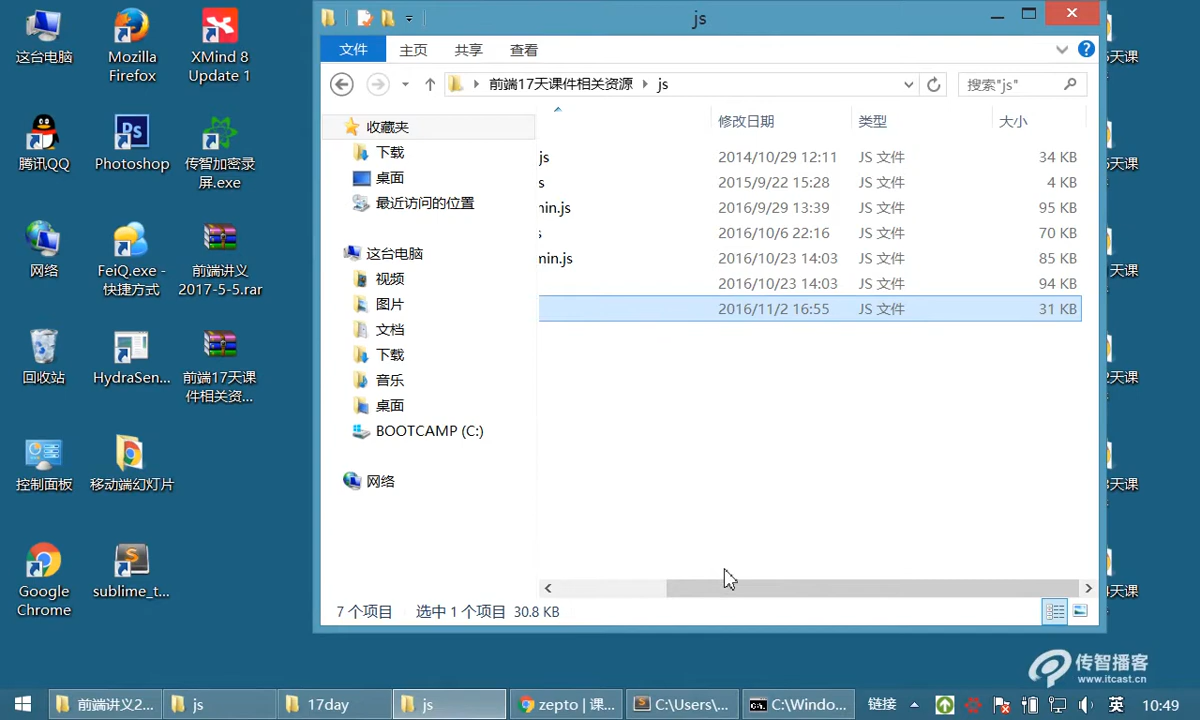 这台电脑
Mozilla
Firefox
XMind 8
Update 1
腾讯QQ
Photoshop
传智加密录
屏.exe
网络
FeiQ.exe -
快捷方式
前端讲义
2017-5-5.rar
回收站
HydraSen...
前端17天课
件相关资...
控制面板
移动端幻灯片
Google
Chrome
sublime_t...
js
文件
主页
共享
查看
前端17天课件相关资源
js
搜索"js"
收藏夹
下载
桌面
最近访问的位置
这台电脑
视频
图片
文档
下载
音乐
桌面
BOOTCAMP (C:)
网络
修改日期 类型 大小
js 2014/10/29 12:11 JS 文件 34 KB
s 2015/9/22 15:28 JS 文件 4 KB
nin.js 2016/9/29 13:39 JS 文件 95 KB
2016/10/6 22:16 JS 文件 70 KB
min.js 2016/10/23 14:03 JS 文件 85 KB
2016/10/23 14:03 JS 文件 94 KB
2016/11/2 16:55 JS 文件 31 KB
7 个项目 选中 1 个项目 30.8 KB
5天课
5天课
天课
天课
3天课
4天课
传智播客
www.itcast.cn
前端讲义2...
js
17day
js
zepto | 课...
C:\Users\...
C:\Windo...
链接
英
10:49